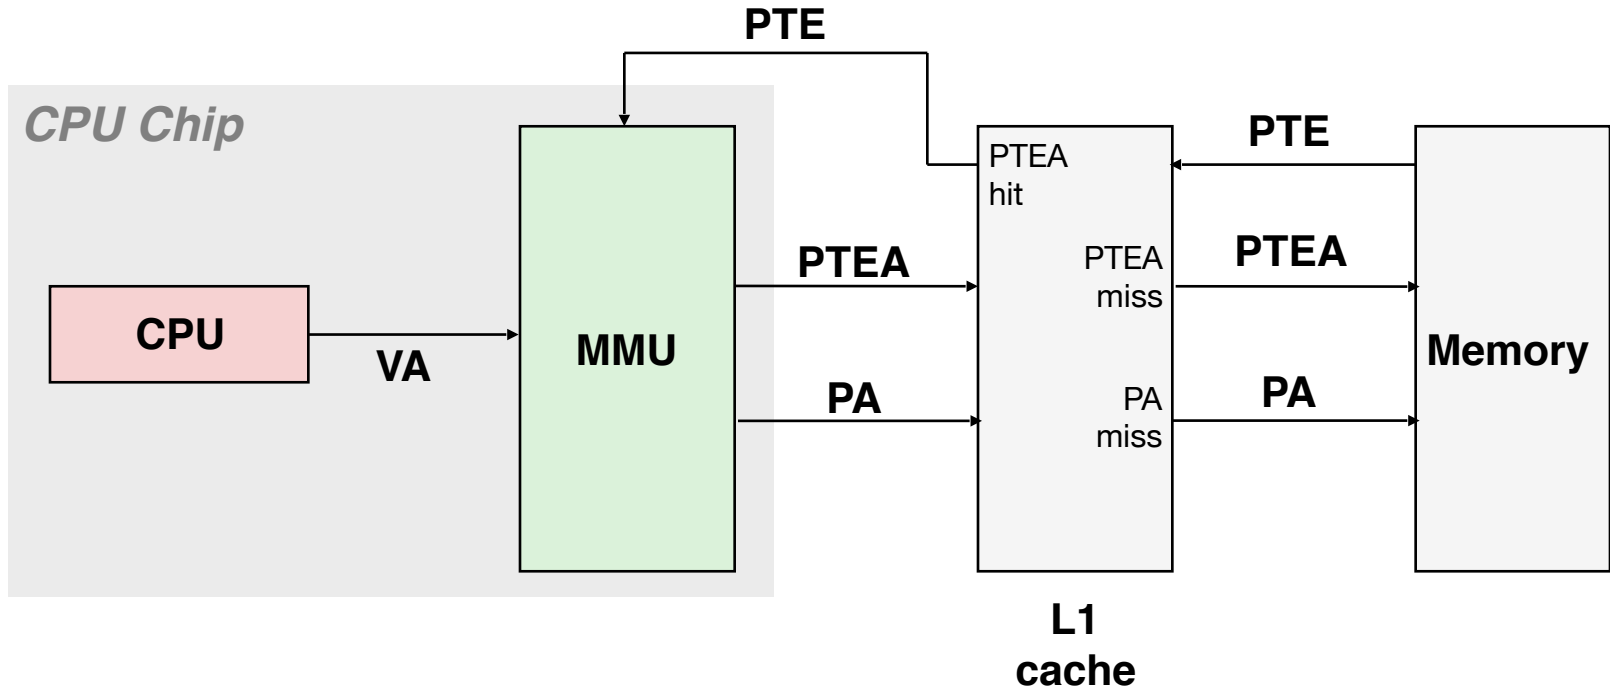 PTE
CPU Chip
PTEA
hit
PTE
PTEA
PTEA
miss
PTEA
CPU
VA
MMU
Memory
PA
PA
miss
PA
L1
cache